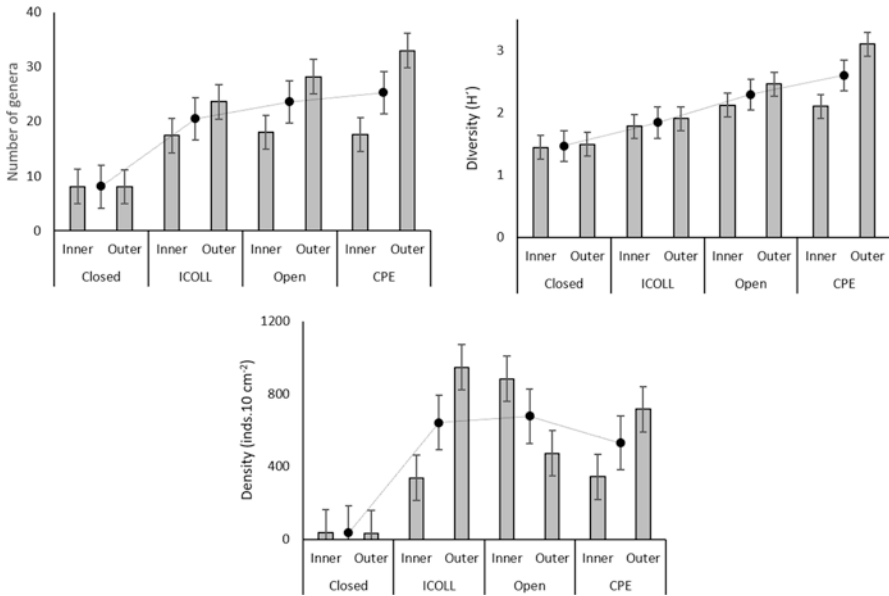 Number of genera
40
30
20
10
0
Inner Outer Inner Outer Inner Outer Inner Outer
Closed ICOLL Open CPE
DIversity (H´)
3
2
1
0
Inner Outer Inner Outer Inner Outer Inner Outer
Closed ICOLL Open CPE
Density (inds.10 cm⁻²)
1200
800
400
0
Inner Outer Inner Outer Inner Outer Inner Outer
Closed ICOLL Open CPE